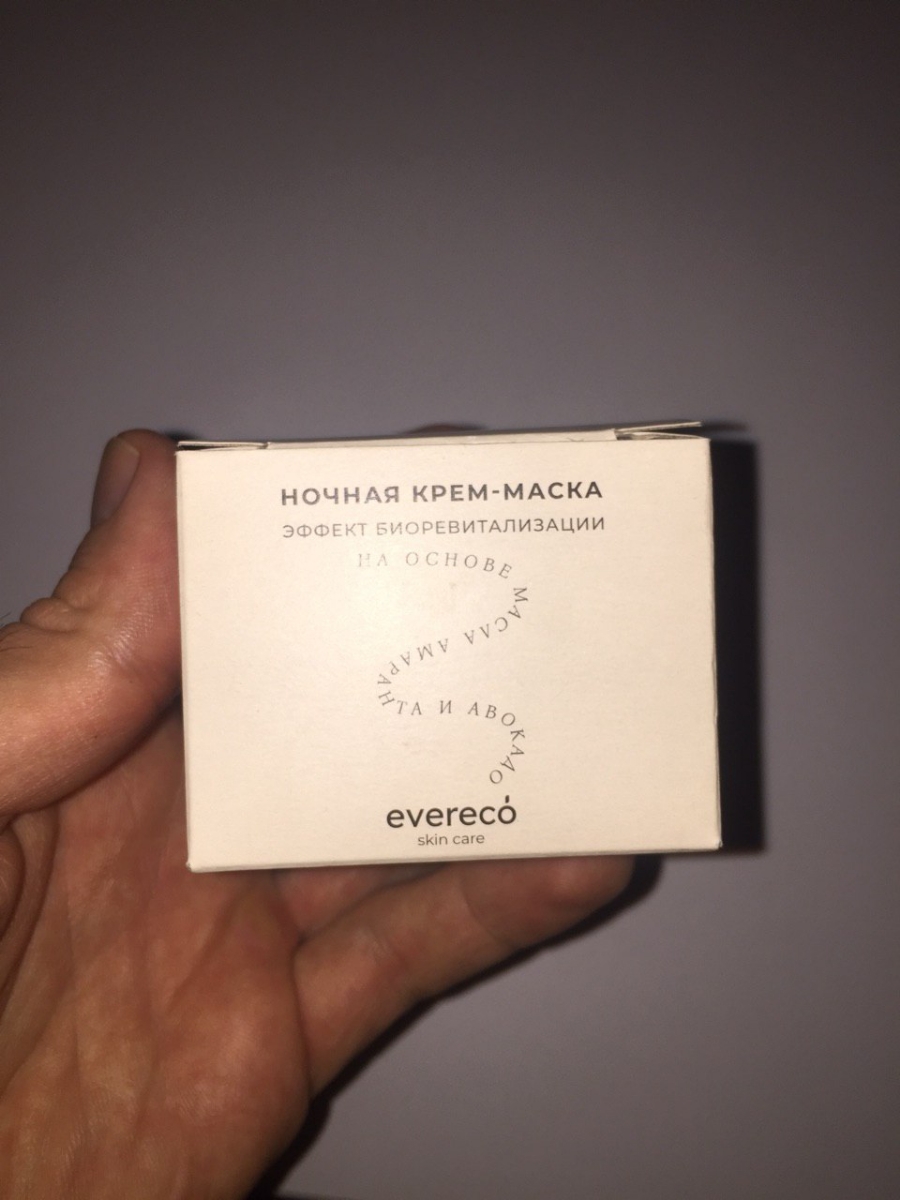 НОЧНАЯ КРЕМ-МАСКА
ЭФФЕКТ БИОРЕВИТАЛИЗАЦИИ
НА ОСНОВЕ МАСЛА АМАРАНТА И АВОКАДО
everecó
skin care